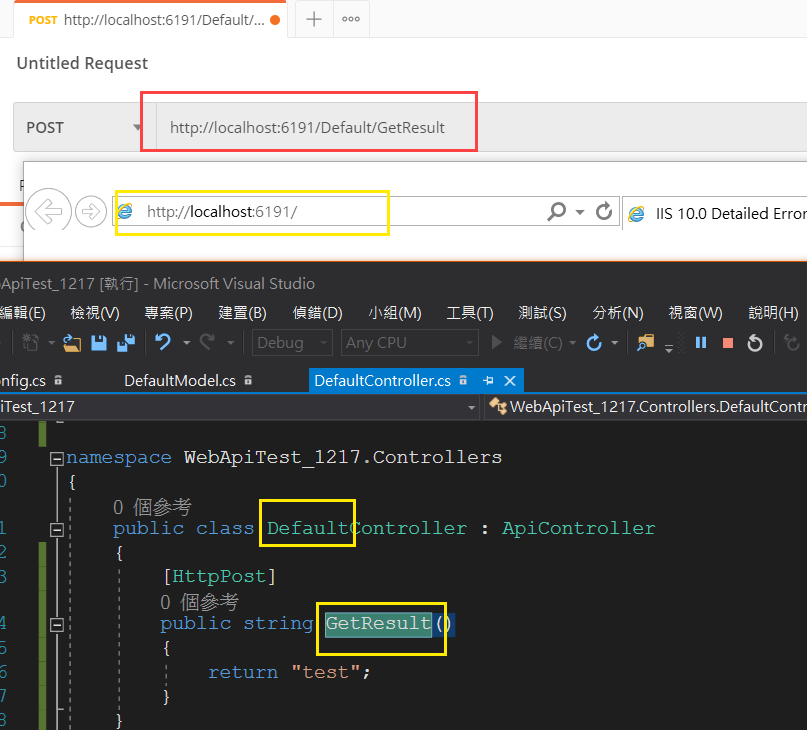 POST http://localhost:6191/Default/...
Untitled Request
POST http://localhost:6191/Default/GetResult
http://localhost:6191/ IIS 10.0 Detailed Error
ApiTest_1217 [執行] - Microsoft Visual Studio
編輯(E) 檢視(V) 專案(P) 建置(B) 偵錯(D) 小組(M) 工具(T) 測試(S) 分析(N) 視窗(W) 說明(H)
Debug Any CPU 繼續(C)
nfig.cs DefaultModel.cs DefaultController.cs
iTest_1217 WebApiTest_1217.Controllers.DefaultContr
8
9 namespace WebApiTest_1217.Controllers
0 {
0 個參考
1 public class DefaultController : ApiController
2 {
3 [HttpPost]
0 個參考
4 public string GetResult()
5 {
6 return "test";
7 }
8 }